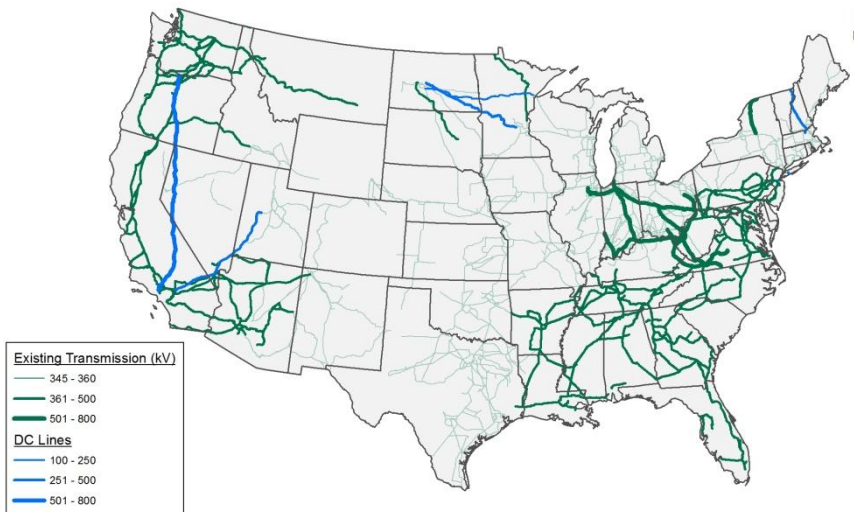 Existing Transmission (kV)
345 - 360
361 - 500
501 - 800
DC Lines
100 - 250
251 - 500
501 - 800